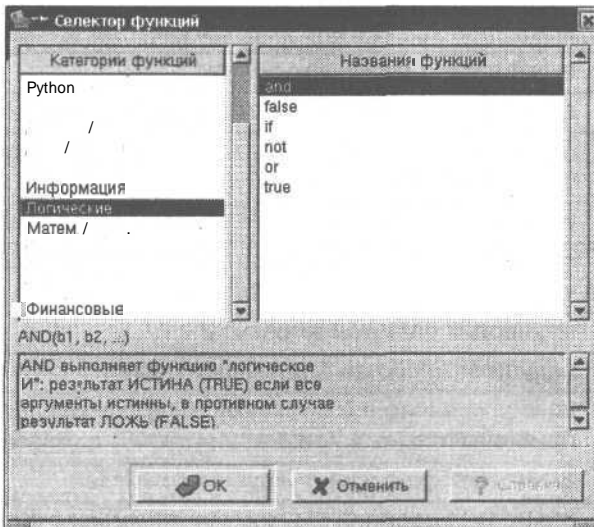 Селектор функций
Категории функций
Названия функций
Python
/
/
Информация
Логические
Матем. / .
Финансовые
and
false
if
not
or
true
AND(b1, b2, ...)
AND выполняет функцию "логическое
И": результат ИСТИНА (TRUE) если все
аргументы истинны, в противном случае
результат ЛОЖЬ (FALSE)
OK
Отменить
? Справка